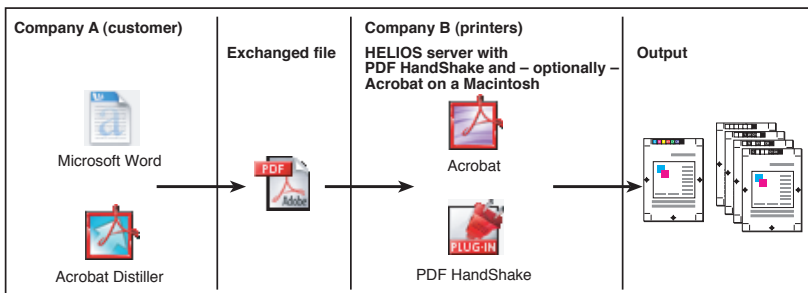 Company A (customer)
Exchanged file
Company B (printers)
HELIOS server with
PDF HandShake and – optionally –
Acrobat on a Macintosh
Output
Microsoft Word
Acrobat Distiller
PDF
Adobe
Acrobat
PLUG-IN
PDF HandShake